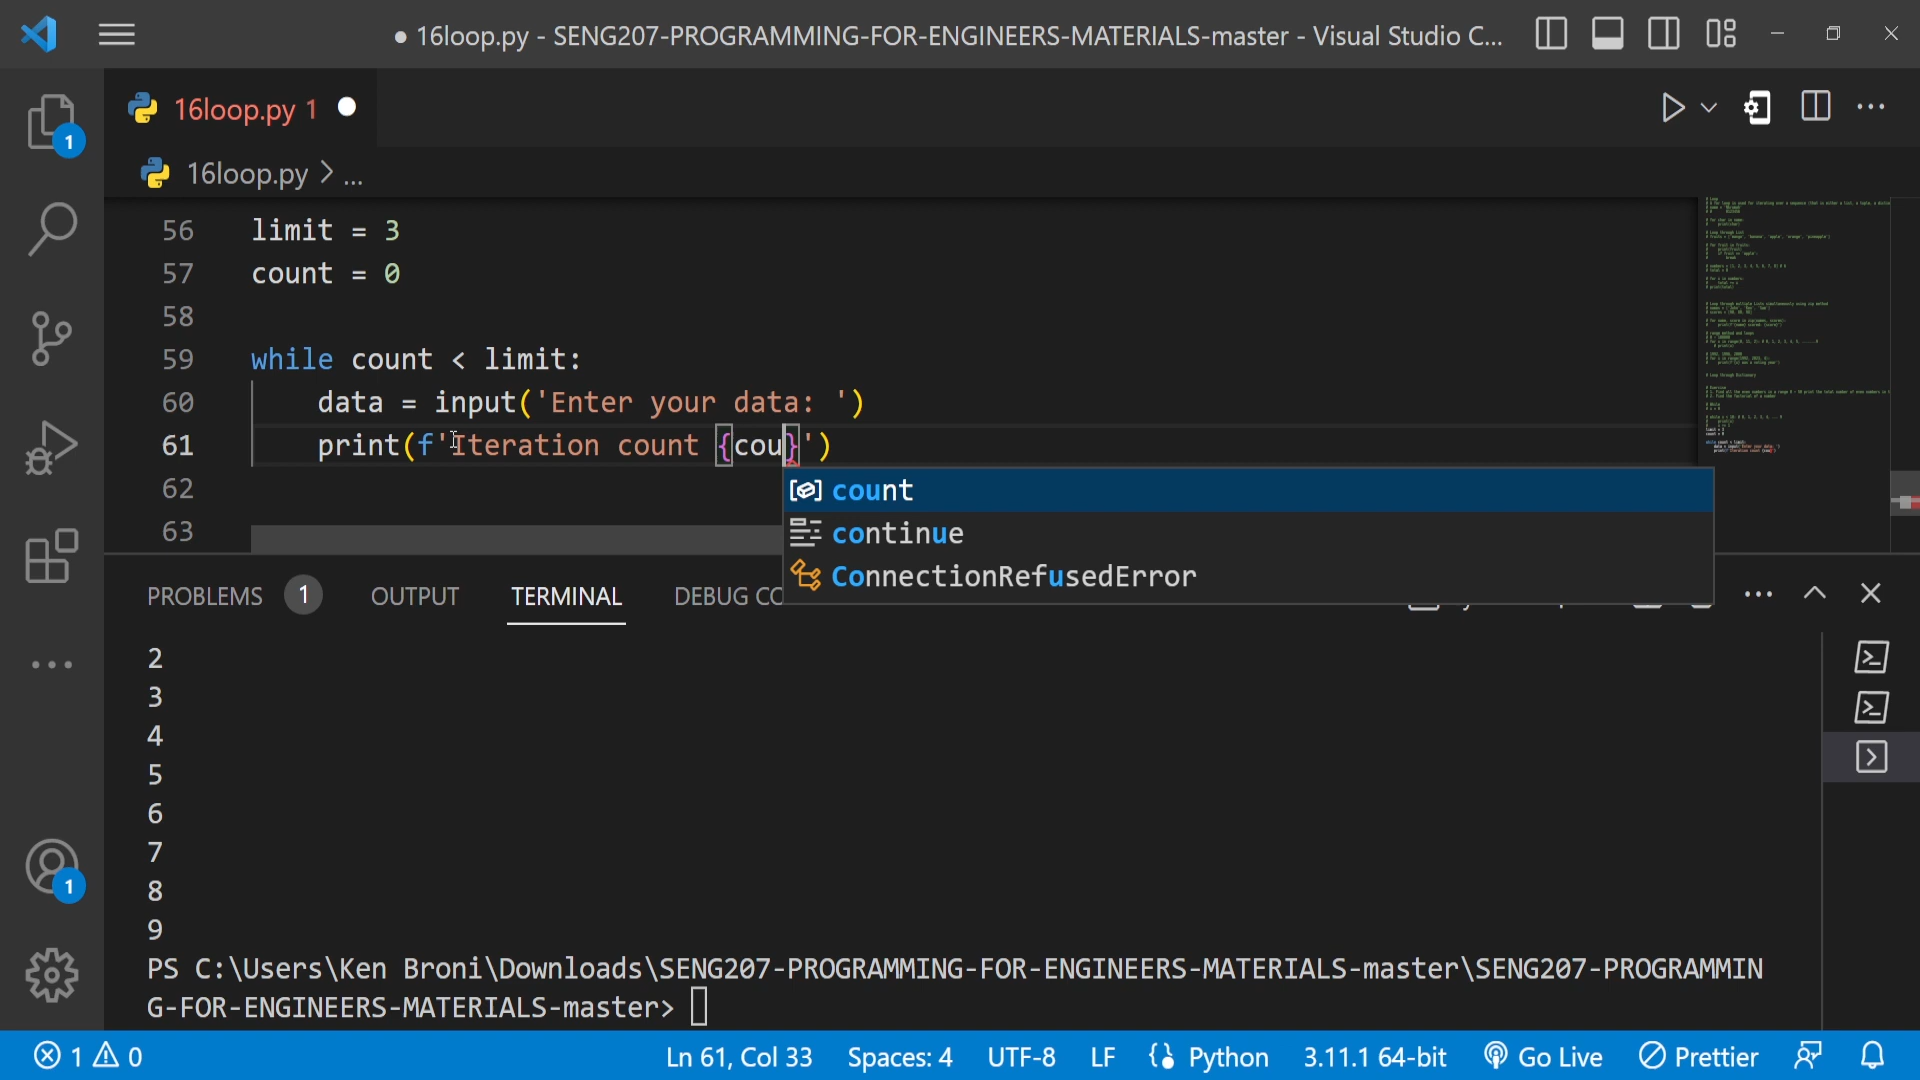 ● 16loop.py - SENG207-PROGRAMMING-FOR-ENGINEERS-MATERIALS-master - Visual Studio C...
1
16loop.py 1
16loop.py > ...
56 limit = 3
57 count = 0
58
59 while count < limit:
60     data = input('Enter your data: ')
61     print(f'Iteration count {cou}')
62
63
count
continue
ConnectionRefusedError
PROBLEMS 1 OUTPUT TERMINAL DEBUG CO
2
3
4
5
6
7
8
9
PS C:\Users\Ken Broni\Downloads\SENG207-PROGRAMMING-FOR-ENGINEERS-MATERIALS-master\SENG207-PROGRAMMIN
G-FOR-ENGINEERS-MATERIALS-master>
1
1 0 Ln 61, Col 33 Spaces: 4 UTF-8 LF Python 3.11.1 64-bit Go Live Prettier